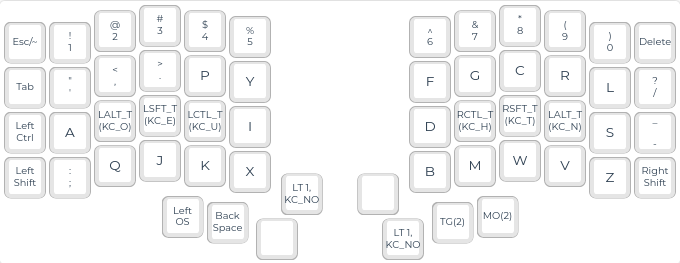 Esc/~
!
1
@
2
#
3
$
4
%
5
^
6
&
7
*
8
(
9
)
0
Delete
Tab
"
'
<
,
>
.
P
Y
F
G
C
R
L
?
/
Left
Ctrl
A
LALT_T
(KC_O)
LSFT_T
(KC_E)
LCTL_T
(KC_U)
I
D
RCTL_T
(KC_H)
RSFT_T
(KC_T)
LALT_T
(KC_N)
S
_
-
Left
Shift
:
;
Q
J
K
X
B
M
W
V
Z
Right
Shift
Left
OS
Back
Space
LT 1,
KC_NO
LT 1,
KC_NO
TG(2)
MO(2)